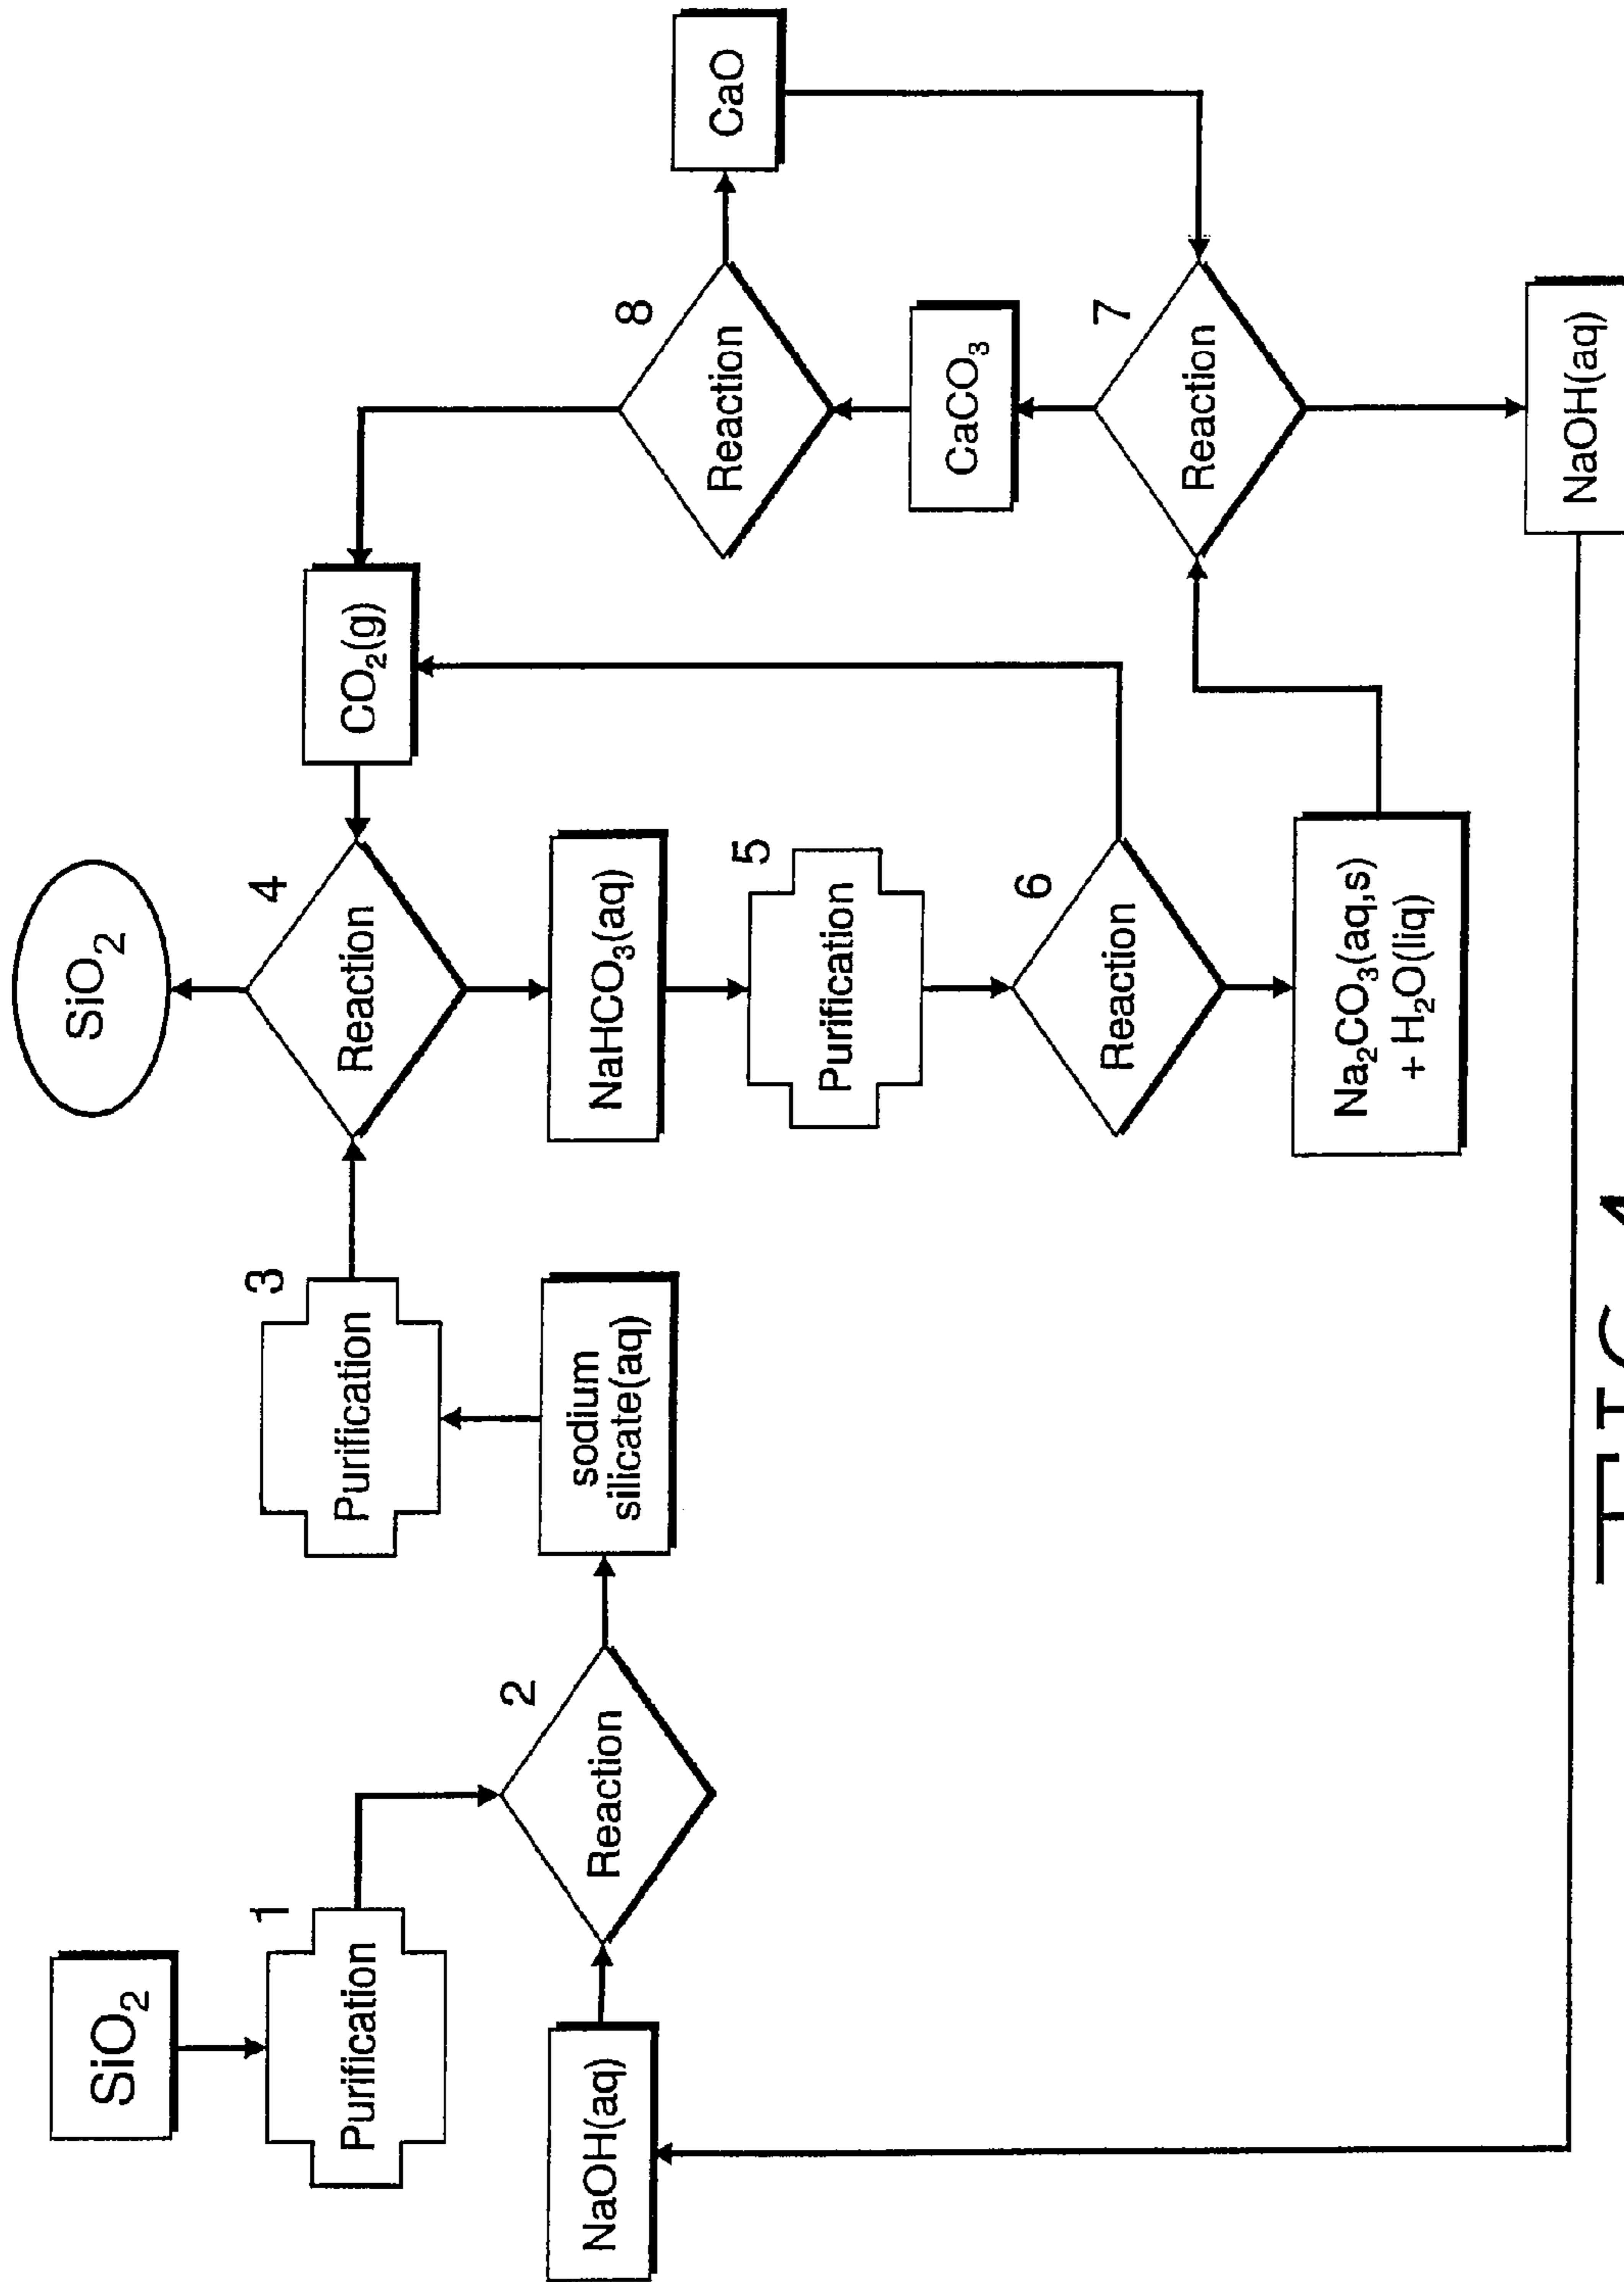 SiO₂
1
Purification
NaOH(aq)
2
Reaction
sodium
silicate(aq)
3
Purification
SiO₂
4
Reaction
CO₂(g)
NaHCO₃(aq)
5
Purification
6
Reaction
Na₂CO₃(aq,s)
+ H₂O(liq)
8
Reaction
CaO
CaCO₃
7
Reaction
NaOH(aq)